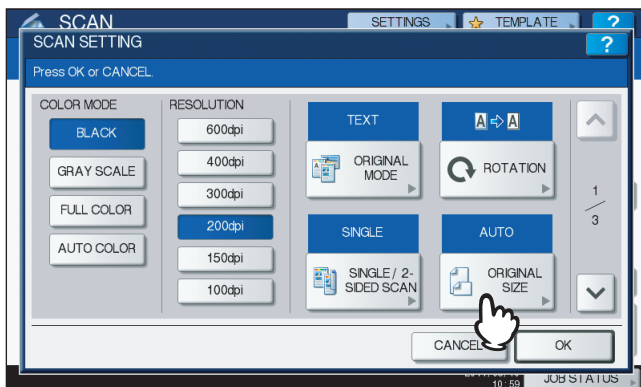 SCAN
SETTINGS
TEMPLATE
?
SCAN SETTING
?
Press OK or CANCEL.
COLOR MODE
BLACK
GRAY SCALE
FULL COLOR
AUTO COLOR
RESOLUTION
600dpi
400dpi
300dpi
200dpi
150dpi
100dpi
TEXT
ORIGINAL
MODE
A A
ROTATION
SINGLE
SINGLE / 2-
SIDED SCAN
AUTO
ORIGINAL
SIZE
1
3
CANCEL
OK
10:59
JOB STATUS